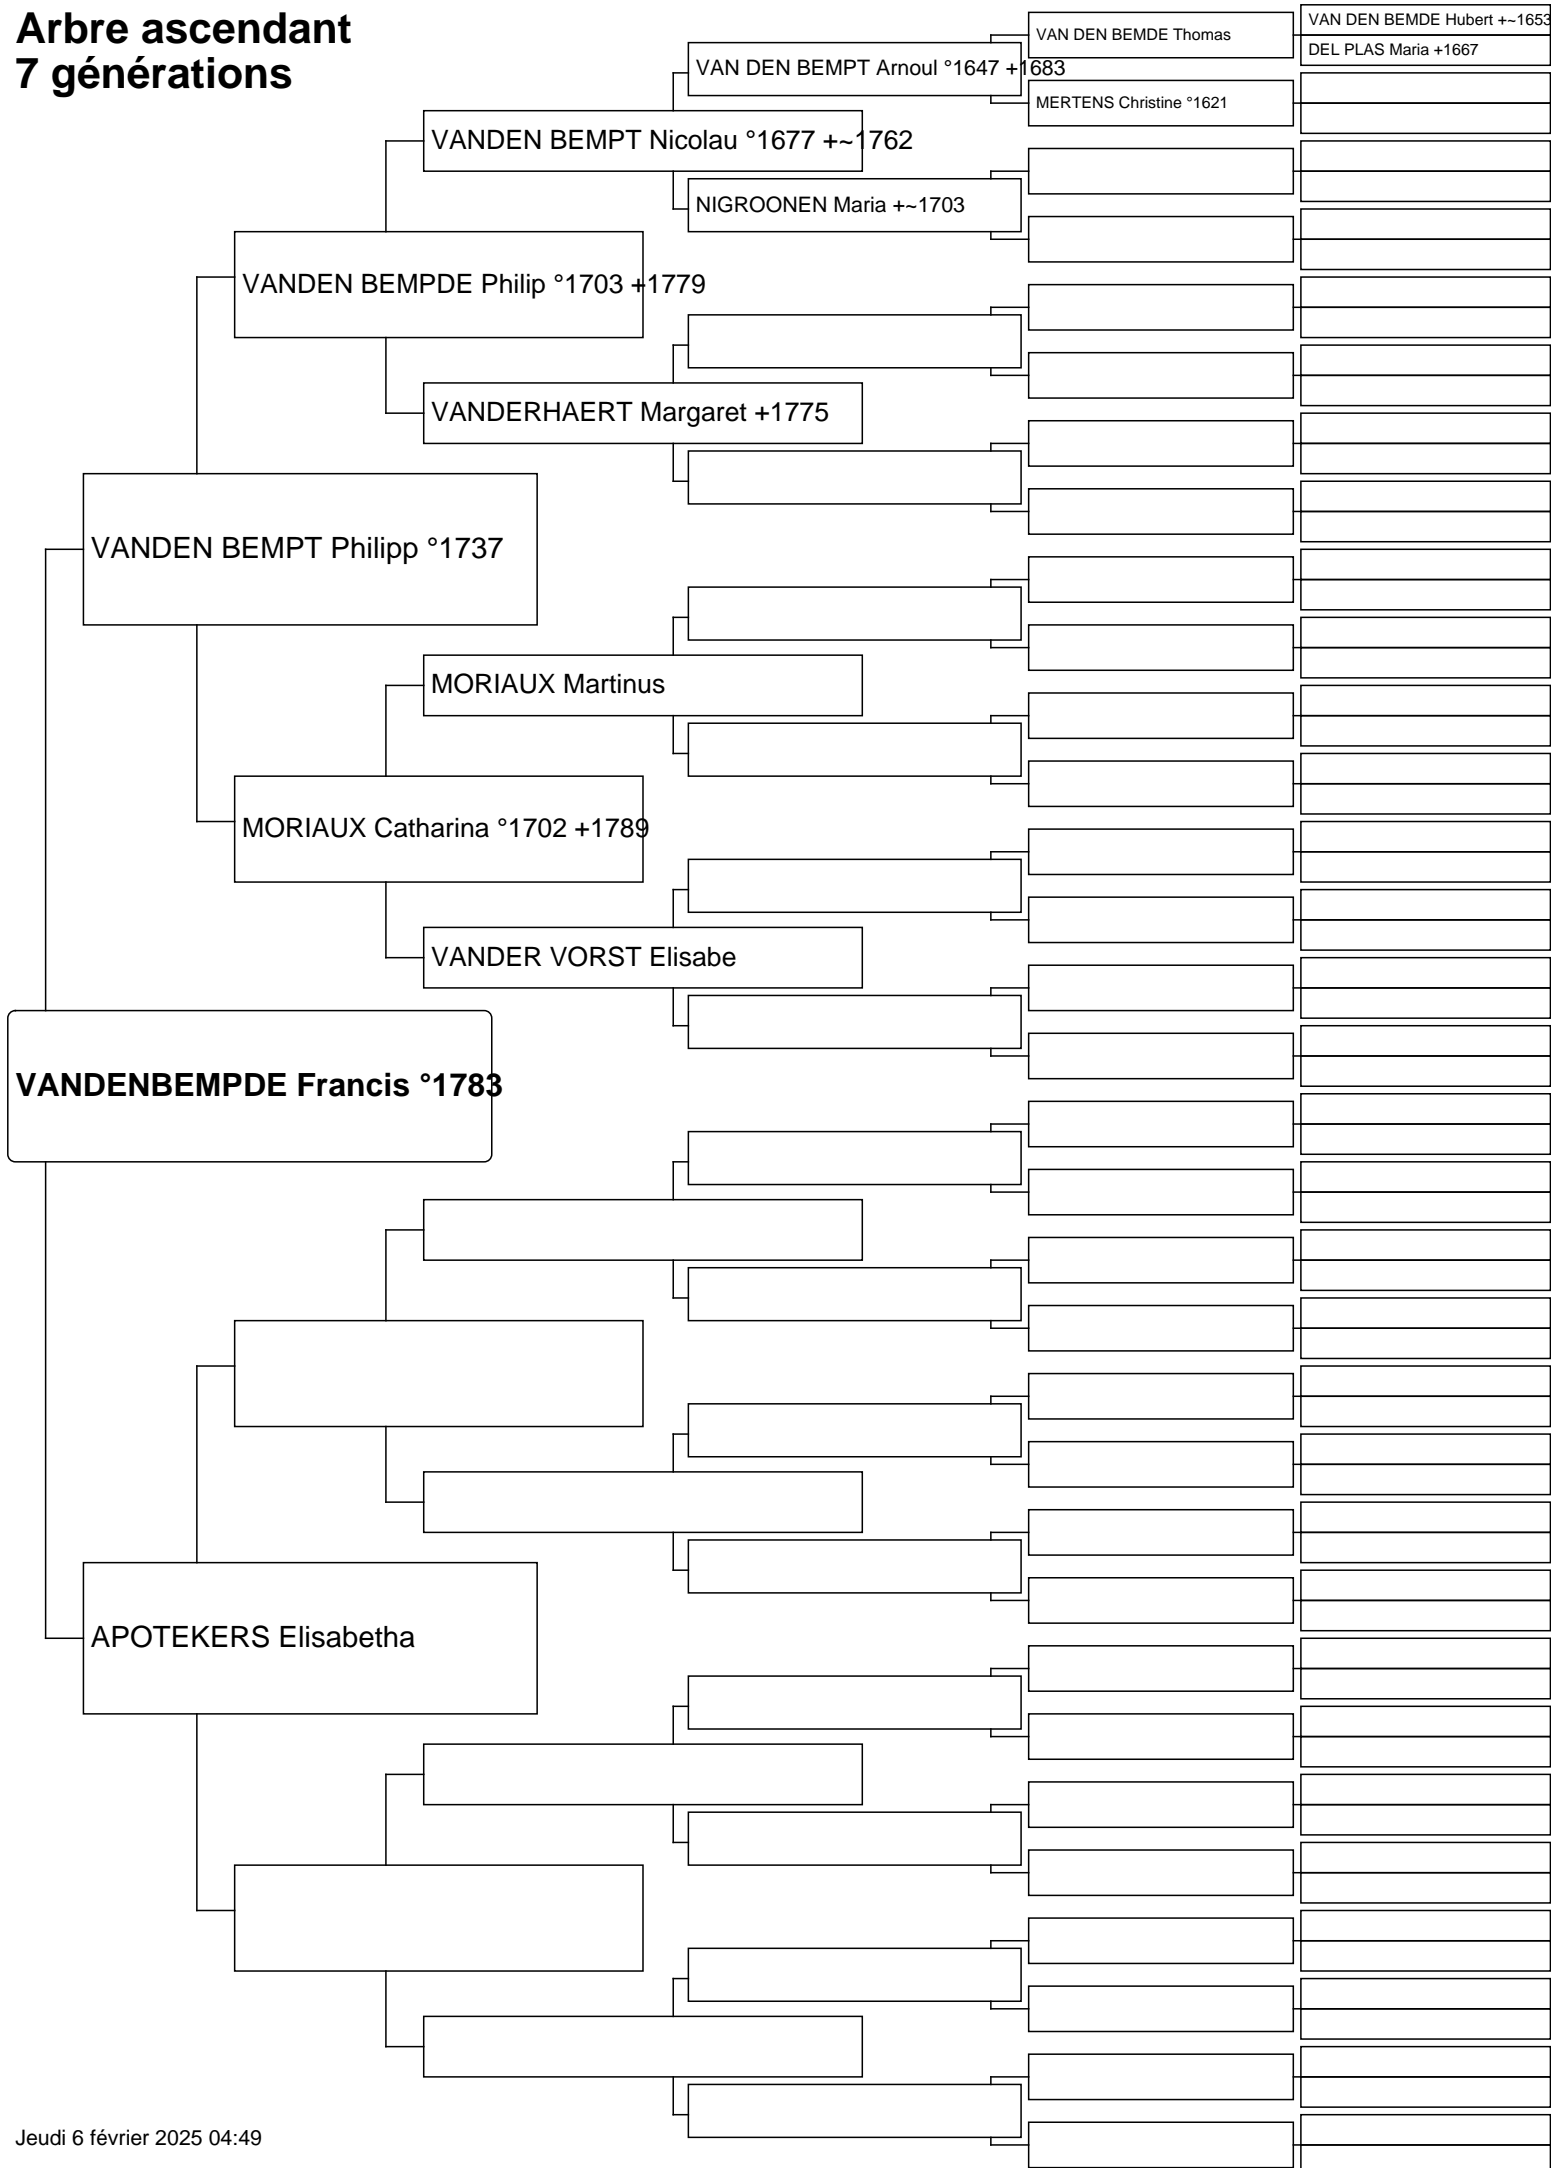 Arbre ascendant
7 générations
VAN DEN BEMDE Hubert +~1653
VAN DEN BEMDE Thomas
DEL PLAS Maria +1667
VAN DEN BEMPT Arnoul °1647 +1683
MERTENS Christine °1621
VANDEN BEMPT Nicolau °1677 +~1762
NIGROONEN Maria +~1703
VANDEN BEMPDE Philip °1703 +1779
VANDERHAERT Margaret +1775
VANDEN BEMPT Philipp °1737
MORIAUX Martinus
MORIAUX Catharina °1702 +1789
VANDER VORST Elisabe
VANDENBEMPDE Francis °1783
APOTEKERS Elisabetha
Jeudi 6 février 2025 04:49